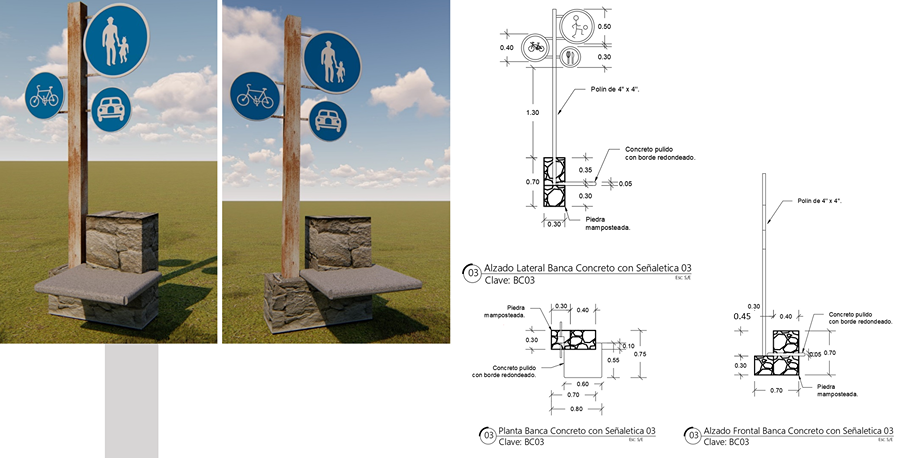 0.50
0.40
0.30
Polín de 4" x 4".
1.30
Concreto pulido
con borde redondeado.
0.35
0.70
0.05
0.30
0.30
Piedra
mamposteada.
03
Alzado Lateral Banca Concreto con Señaletica 03
Clave: BC03
Esc: S/E
Piedra
mamposteada.
0.30
0.40
0.30
0.10
0.75
0.55
Concreto pulido
con borde redondeado.
0.60
0.70
0.80
03
Planta Banca Concreto con Señaletica 03
Clave: BC03
Esc: S/E
Polín de 4" x 4".
0.30
0.45
0.40
Concreto pulido
con borde redondeado.
0.05
0.70
0.30
0.70
Piedra
mamposteada.
03
Alzado Frontal Banca Concreto con Señaletica 03
Clave: BC03
Esc: S/E